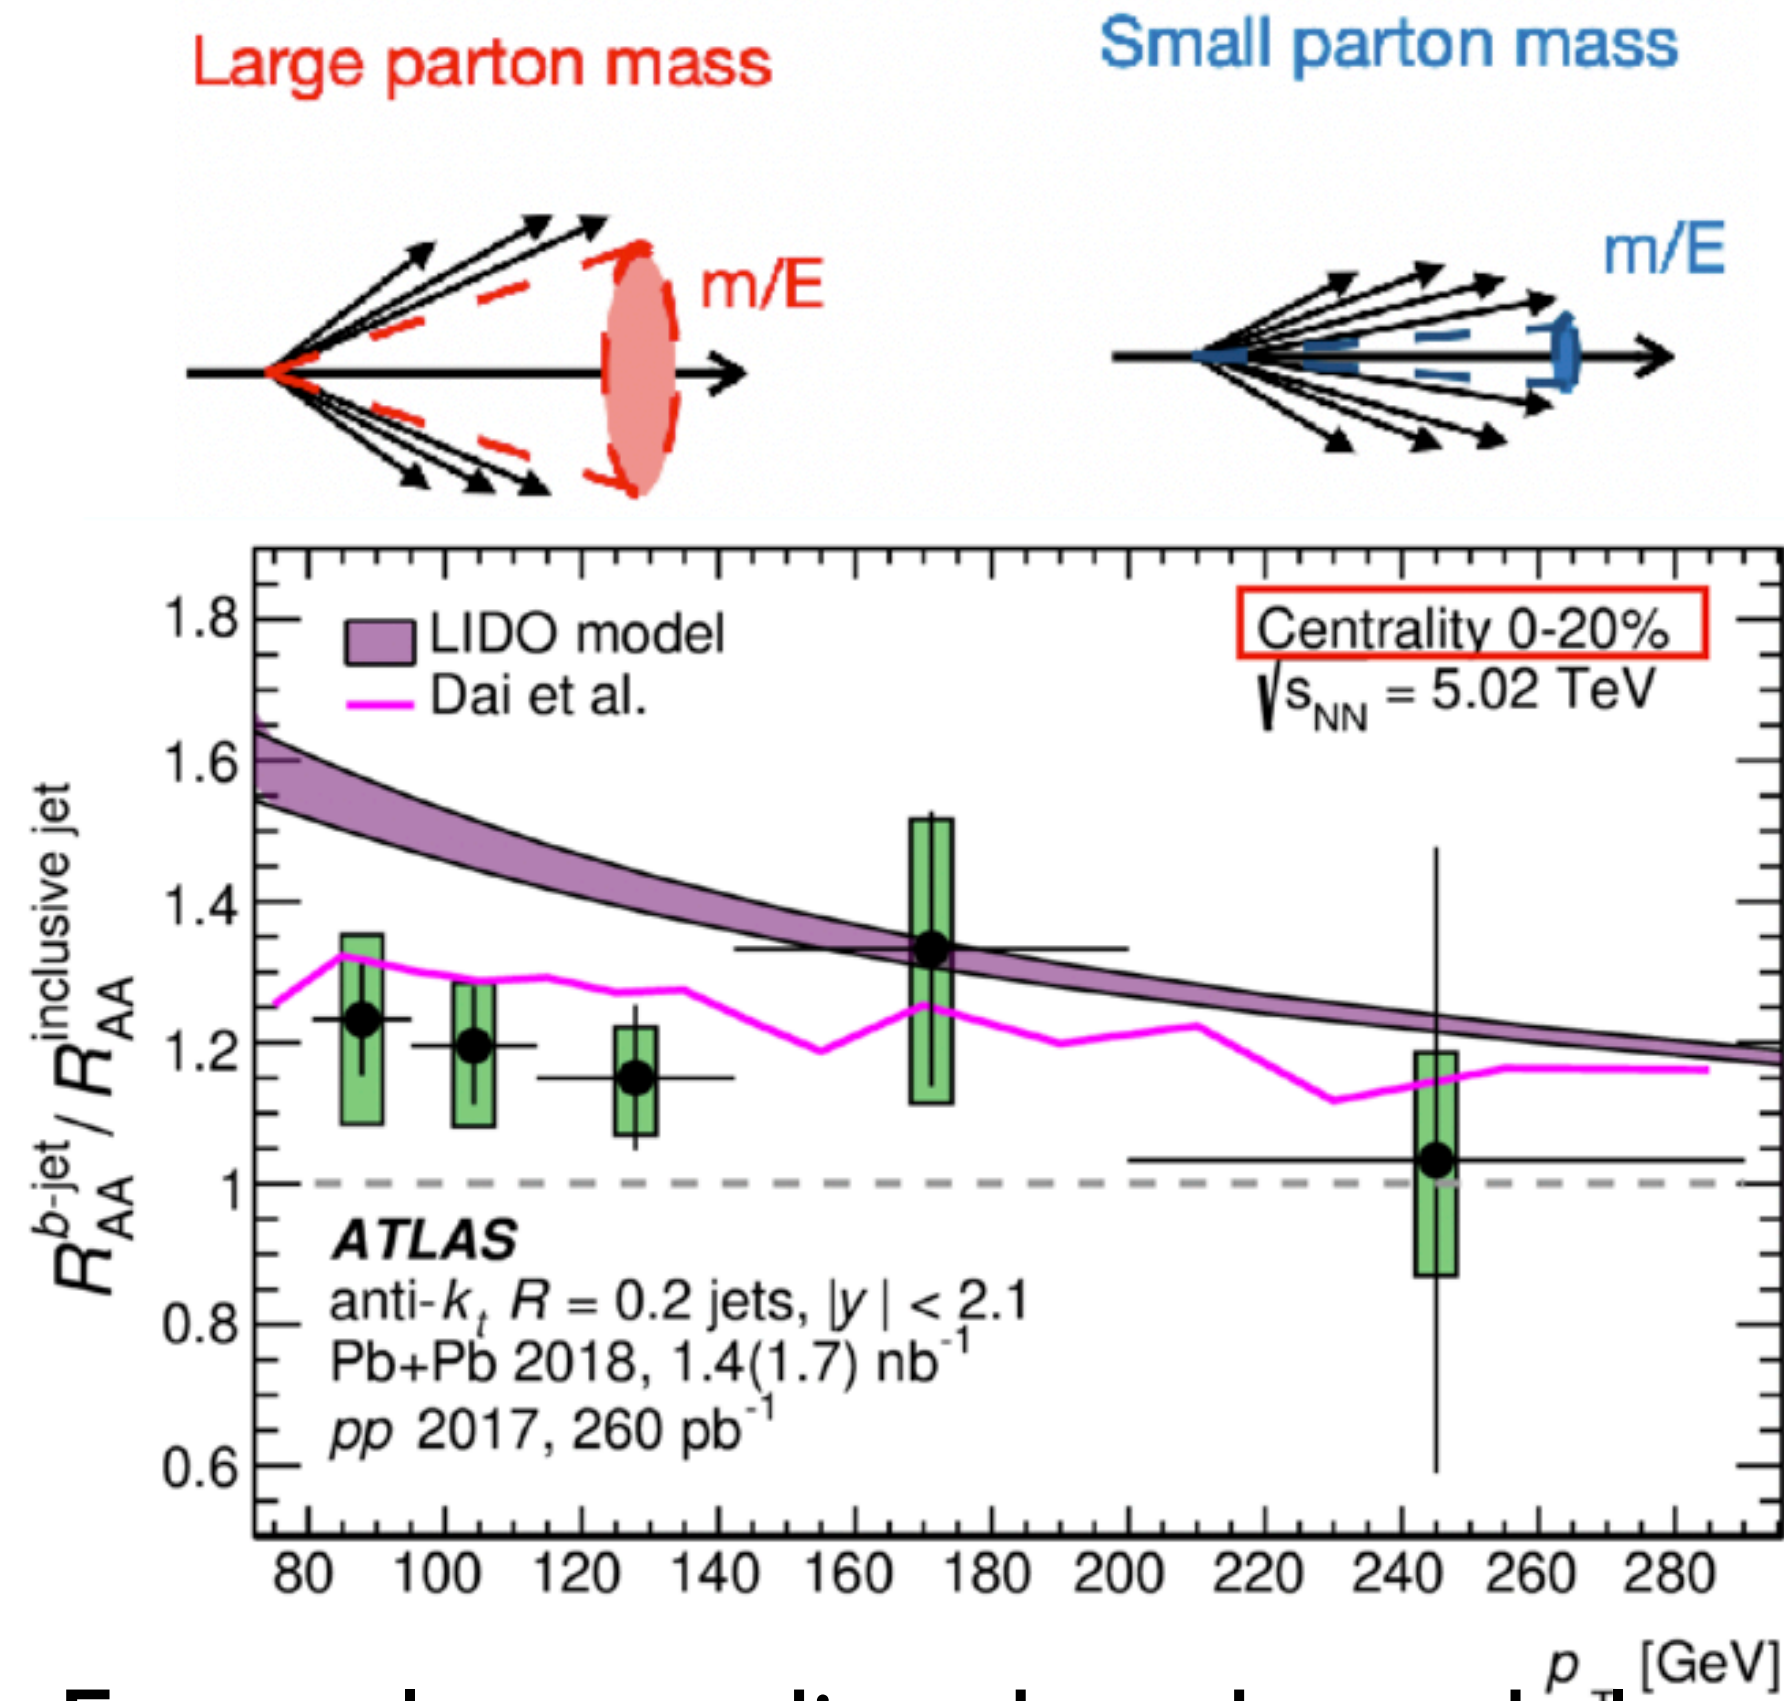 Large parton mass
Small parton mass
m/E
m/E
LIDO model
Dai et al.
Centrality 0-20%
√sNN = 5.02 TeV
1.8
1.6
1.4
1.2
1
0.8
0.6
R_AA^b-jet / R_AA^inclusive jet
ATLAS
anti-kt R = 0.2 jets, |y| < 2.1
Pb+Pb 2018, 1.4(1.7) nb-1
pp 2017, 260 pb-1
80 100 120 140 160 180 200 220 240 260 280
pT [GeV]